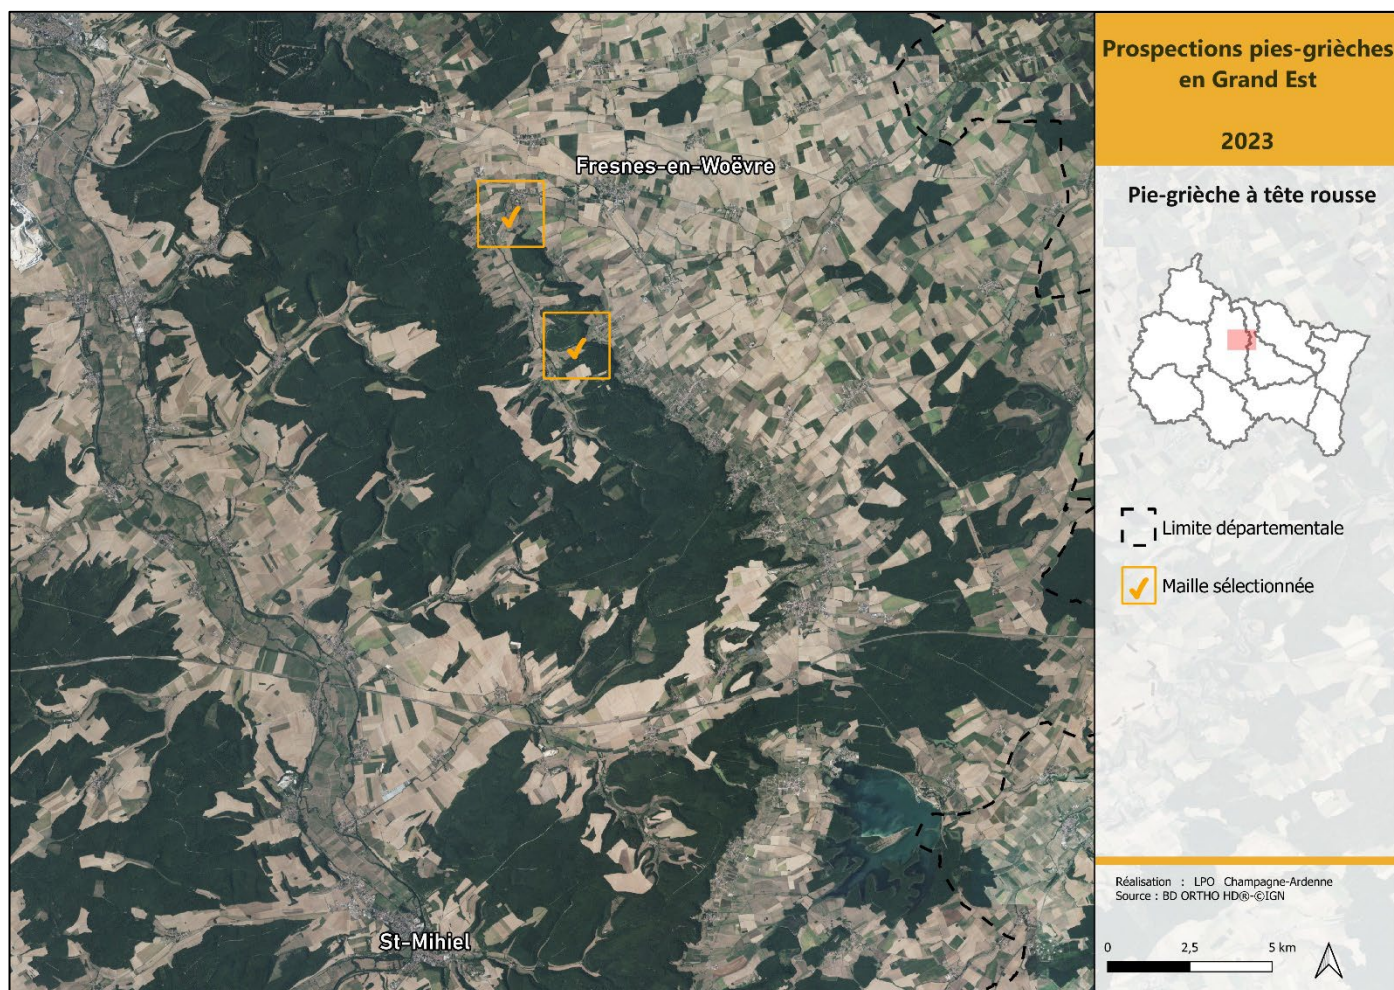 Prospections pies-grièches
en Grand Est
2023
Fresnes-en-Woëvre
St-Mihiel
Pie-grièche à tête rousse
Limite départementale
Maille sélectionnée
Réalisation : LPO Champagne-Ardenne
Source : BD ORTHO HD®-©IGN
0 2,5 5 km